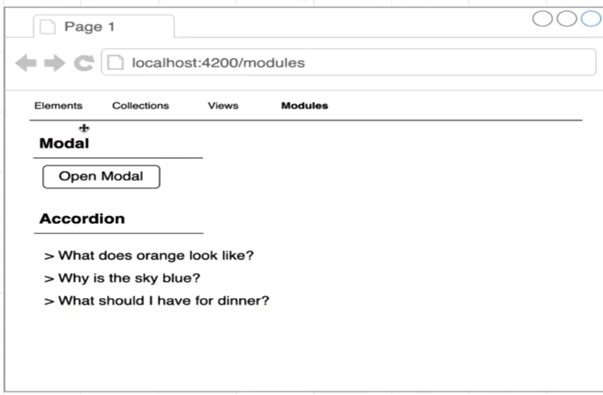 Page 1
localhost:4200/modules
Elements Collections Views Modules
Modal
Open Modal
Accordion
> What does orange look like?
> Why is the sky blue?
> What should I have for dinner?